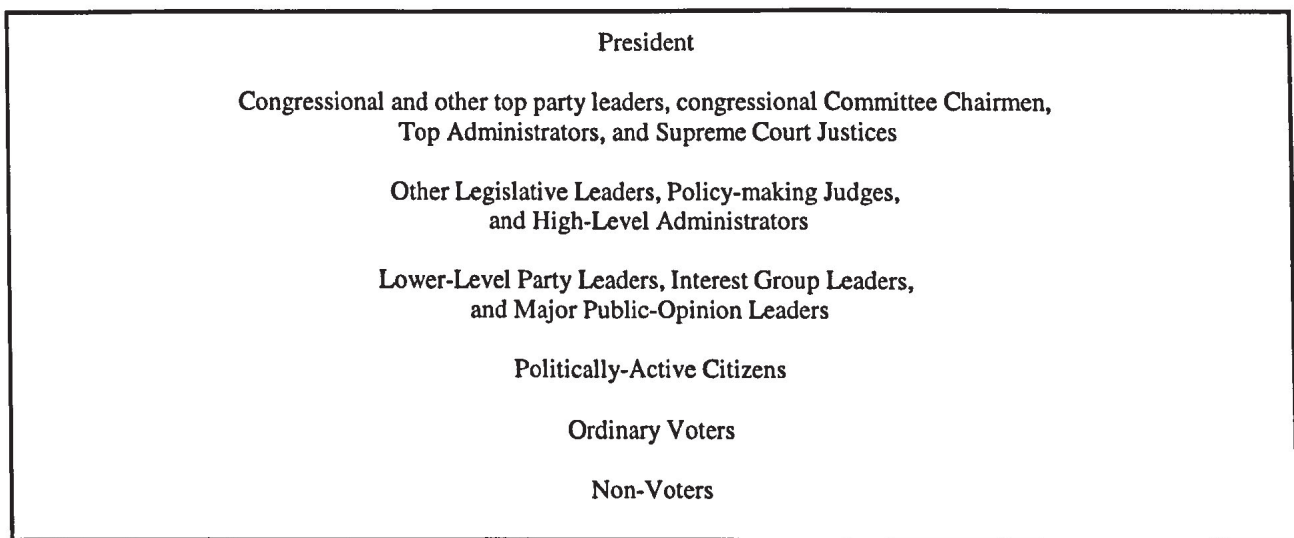 President
Congressional and other top party leaders, congressional Committee Chairmen,
Top Administrators, and Supreme Court Justices
Other Legislative Leaders, Policy-making Judges,
and High-Level Administrators
Lower-Level Party Leaders, Interest Group Leaders,
and Major Public-Opinion Leaders
Politically-Active Citizens
Ordinary Voters
Non-Voters